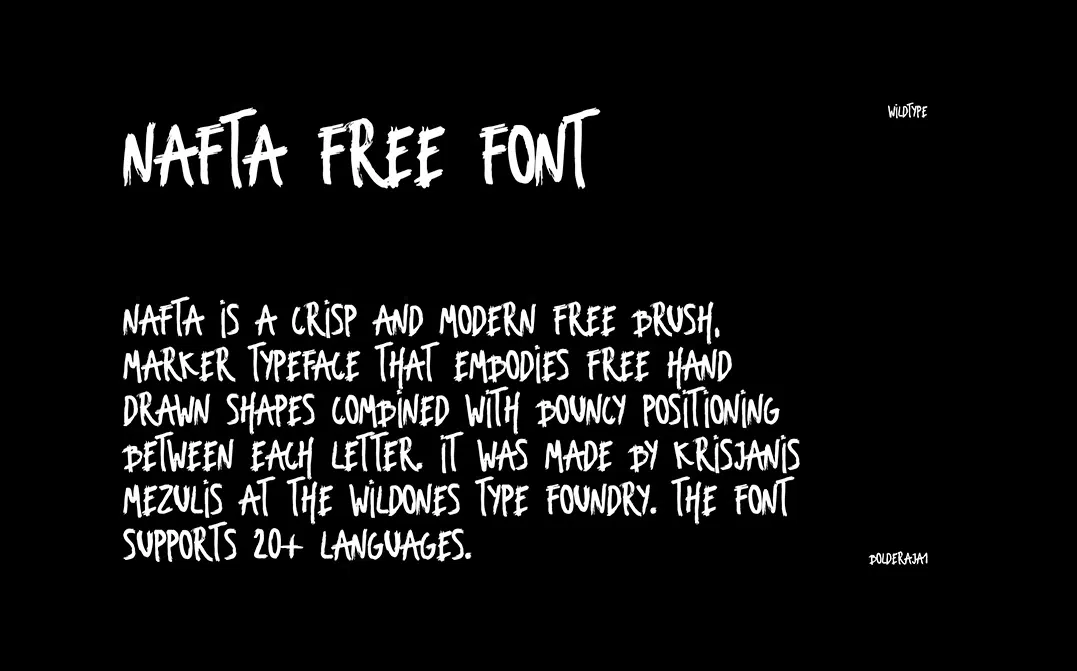 NAFTA FREE FONT
WiLDTYPE
NAFTA iS A CRiSP AND MODERN FREE BRUSH,
MARKER TYPEFACE THAT EMBODiES FREE HAND
DRAWN SHAPES COMBiNED WiTH BOUNCY POSiTiONiNG
BETWEEN EACH LETTER. iT WAS MADE BY KRiSJANiS
MEZULiS AT THE WiLDONES TYPE FOUNDRY. THE FONT
SUPPORTS 20+ LANGUAGES.